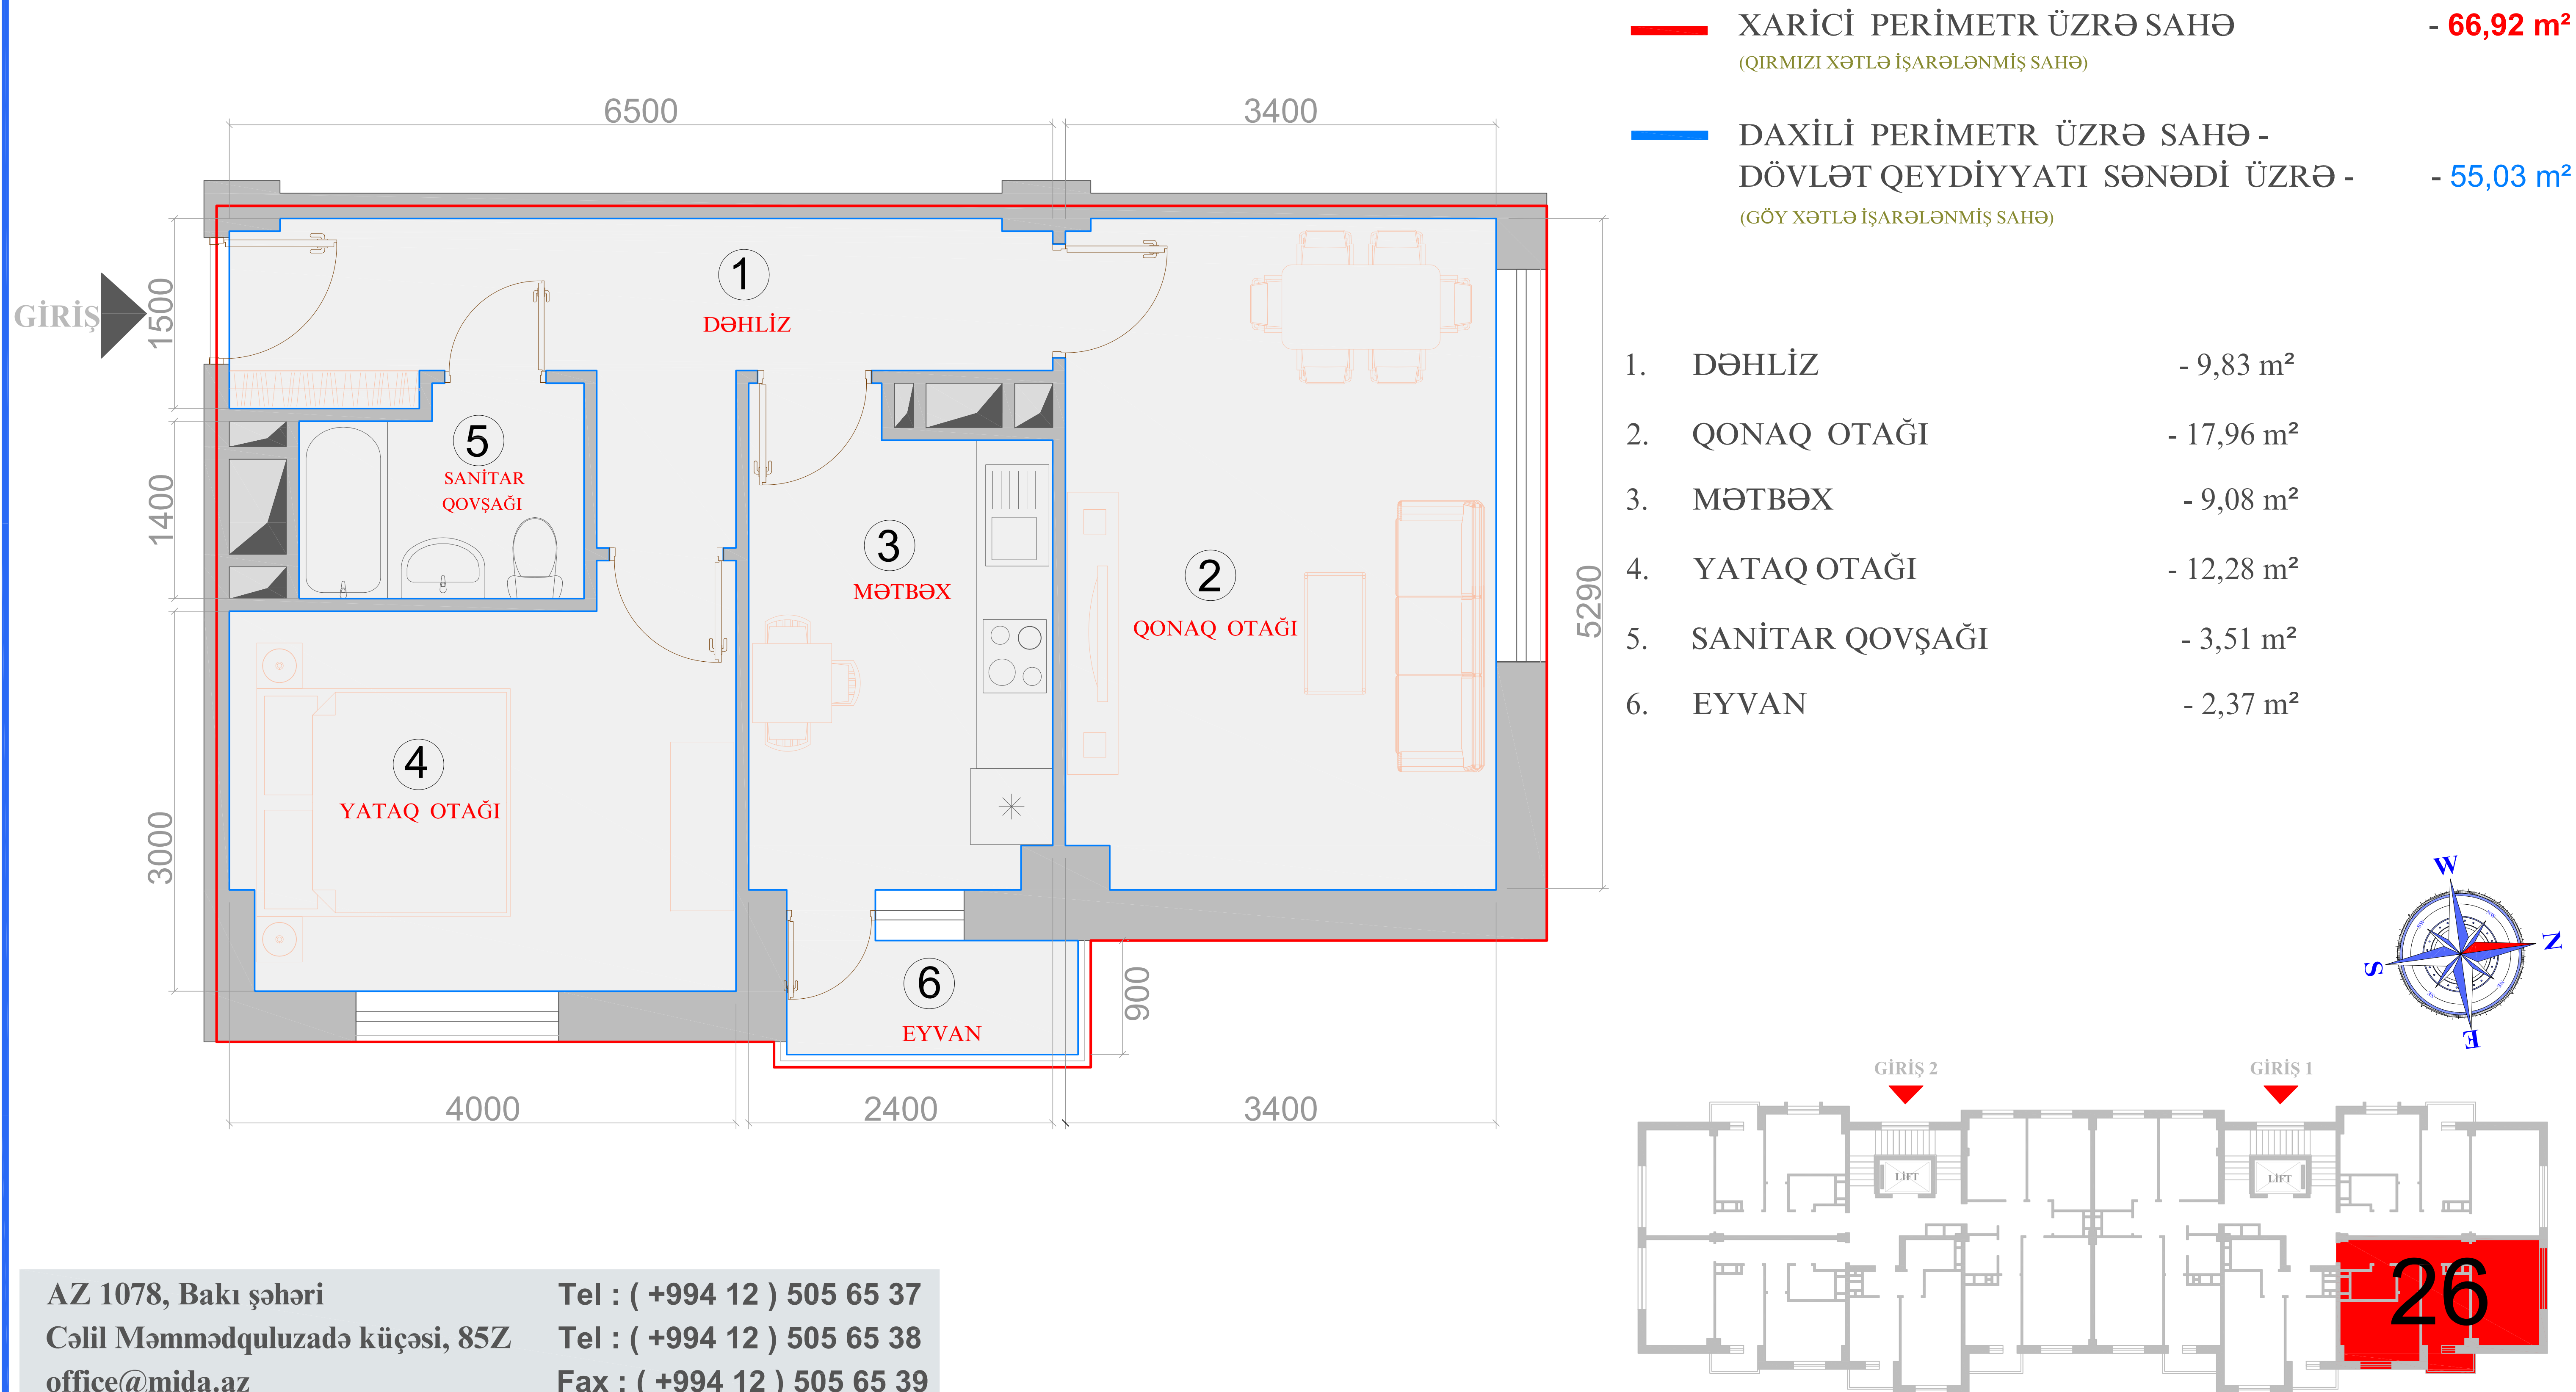 XARİCİ PERİMETR ÜZRƏ SAHƏ - 66,92 m²
(QIRMIZI XƏTLƏ İŞARƏLƏNMİŞ SAHƏ)
DAXİLİ PERİMETR ÜZRƏ SAHƏ -
DÖVLƏT QEYDİYYATI SƏNƏDİ ÜZRƏ - - 55,03 m²
(GÖY XƏTLƏ İŞARƏLƏNMİŞ SAHƏ)
6500
3400
GİRİŞ
1500
1400
3000
5290
900
4000
2400
3400
1
DƏHLİZ
5
SANİTAR
QOVŞAĞI
3
MƏTBƏX
2
QONAQ OTAĞI
4
YATAQ OTAĞI
6
EYVAN
1. DƏHLİZ - 9,83 m²
2. QONAQ OTAĞI - 17,96 m²
3. MƏTBƏX - 9,08 m²
4. YATAQ OTAĞI - 12,28 m²
5. SANİTAR QOVŞAĞI - 3,51 m²
6. EYVAN - 2,37 m²
W
N
S
E
GİRİŞ 2
GİRİŞ 1
LİFT
LİFT
26
AZ 1078, Bakı şəhəri Tel : ( +994 12 ) 505 65 37
Cəlil Məmmədquluzadə küçəsi, 85Z Tel : ( +994 12 ) 505 65 38
office@mida.az Fax : ( +994 12 ) 505 65 39